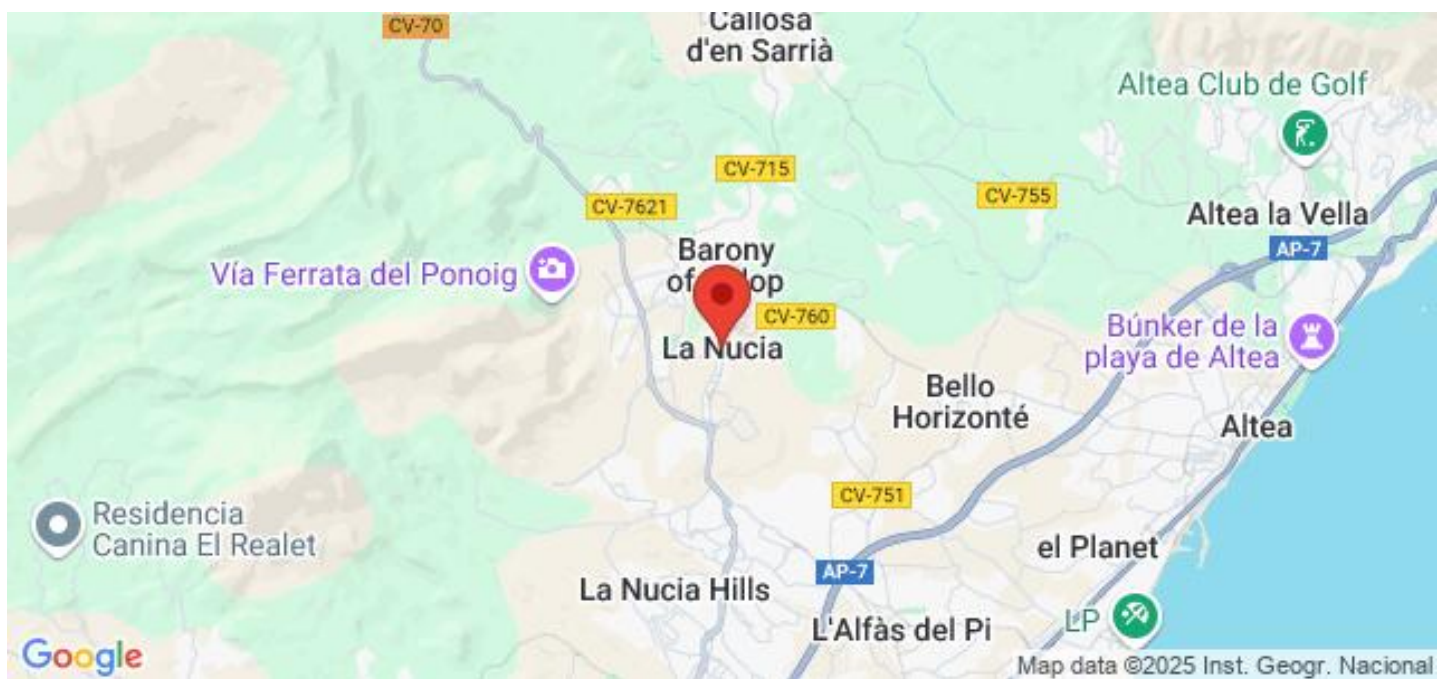 CV-70
Callosa
d'en Sarrià
Altea Club de Golf
CV-715
CV-755
CV-7621
Altea la Vella
AP-7
Barony
Vía Ferrata del Ponoig
CV-760
Búnker de la
playa de Altea
La Nucia
Bello
Horizonté
Altea
CV-751
Residencia
Canina El Realet
el Planet
AP-7
La Nucia Hills
L'Alfàs del Pi
LP
Google
Map data ©2025 Inst. Geogr. Nacional